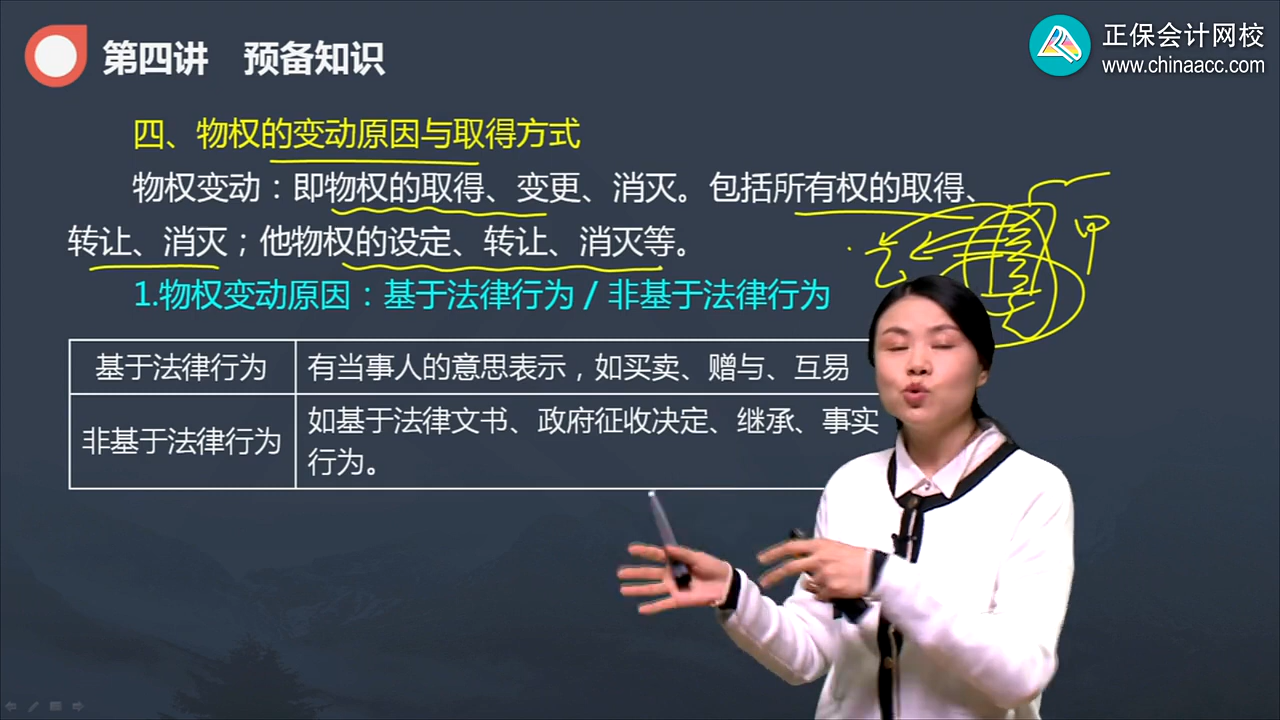 第四讲 预备知识
正保会计网校
www.chinaacc.com
四、物权的变动原因与取得方式
物权变动：即物权的取得、变更、消灭。包括所有权的取得、
转让、消灭；他物权的设定、转让、消灭等。
甲
乙
1.物权变动原因：基于法律行为 / 非基于法律行为
基于法律行为
有当事人的意思表示，如买卖、赠与、互易
非基于法律行为
如基于法律文书、政府征收决定、继承、事实
行为。